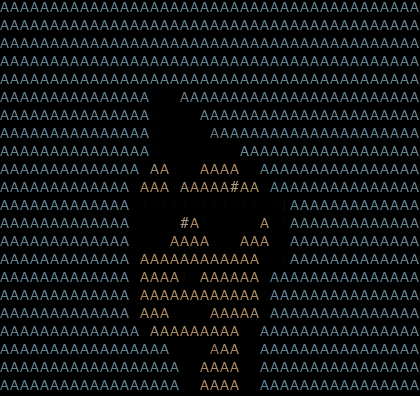 AAAAAAAAAAAAAAAAAAAAAAAAAAAAAAAAAAAAAAAAAA
AAAAAAAAAAAAAAAAAAAAAAAAAAAAAAAAAAAAAAAAAA
AAAAAAAAAAAAAAAAAAAAAAAAAAAAAAAAAAAAAAAAAA
AAAAAAAAAAAAAAAAAAAAAAAAAAAAAAAAAAAAAAAAAA
AAAAAAAAAAAAAAAAAAAAAAAAAAAAAAAAAAAAAAAAAA
AAAAAAAAAAAAAAA   AAAAAAAAAAAAAAAAAAAAAAAA
AAAAAAAAAAAAAAA     AAAAAAAAAAAAAAAAAAAAAA
AAAAAAAAAAAAAAA      AAAAAAAAAAAAAAAAAAAAA
AAAAAAAAAAAAAAA         AAAAAAAAAAAAAAAAAA
AAAAAAAAAAAAAA AA   AAAA  AAAAAAAAAAAAAAAA
AAAAAAAAAAAAA AAA AAAAA#AA AAAAAAAAAAAAAAA
AAAAAAAAAAAAA                AAAAAAAAAAAAA
AAAAAAAAAAAAA     #A      A  AAAAAAAAAAAAA
AAAAAAAAAAAAA    AAAA   AAA  AAAAAAAAAAAAA
AAAAAAAAAAAAA AAAAAAAAAAAA   AAAAAAAAAAAAA
AAAAAAAAAAAAA AAAA  AAAAAA AAAAAAAAAAAAAAA
AAAAAAAAAAAAA AAAAAAAAAAAA AAAAAAAAAAAAAAA
AAAAAAAAAAAAA AAA    AAAAA AAAAAAAAAAAAAAA
AAAAAAAAAAAAAA AAAAAAAAA  AAAAAAAAAAAAAAAA
AAAAAAAAAAAAAAAAA    AAA  AAAAAAAAAAAAAAAA
AAAAAAAAAAAAAAAAAA  AAAA  AAAAAAAAAAAAAAAA
AAAAAAAAAAAAAAAAAA  AAAA  AAAAAAAAAAAAAAAA